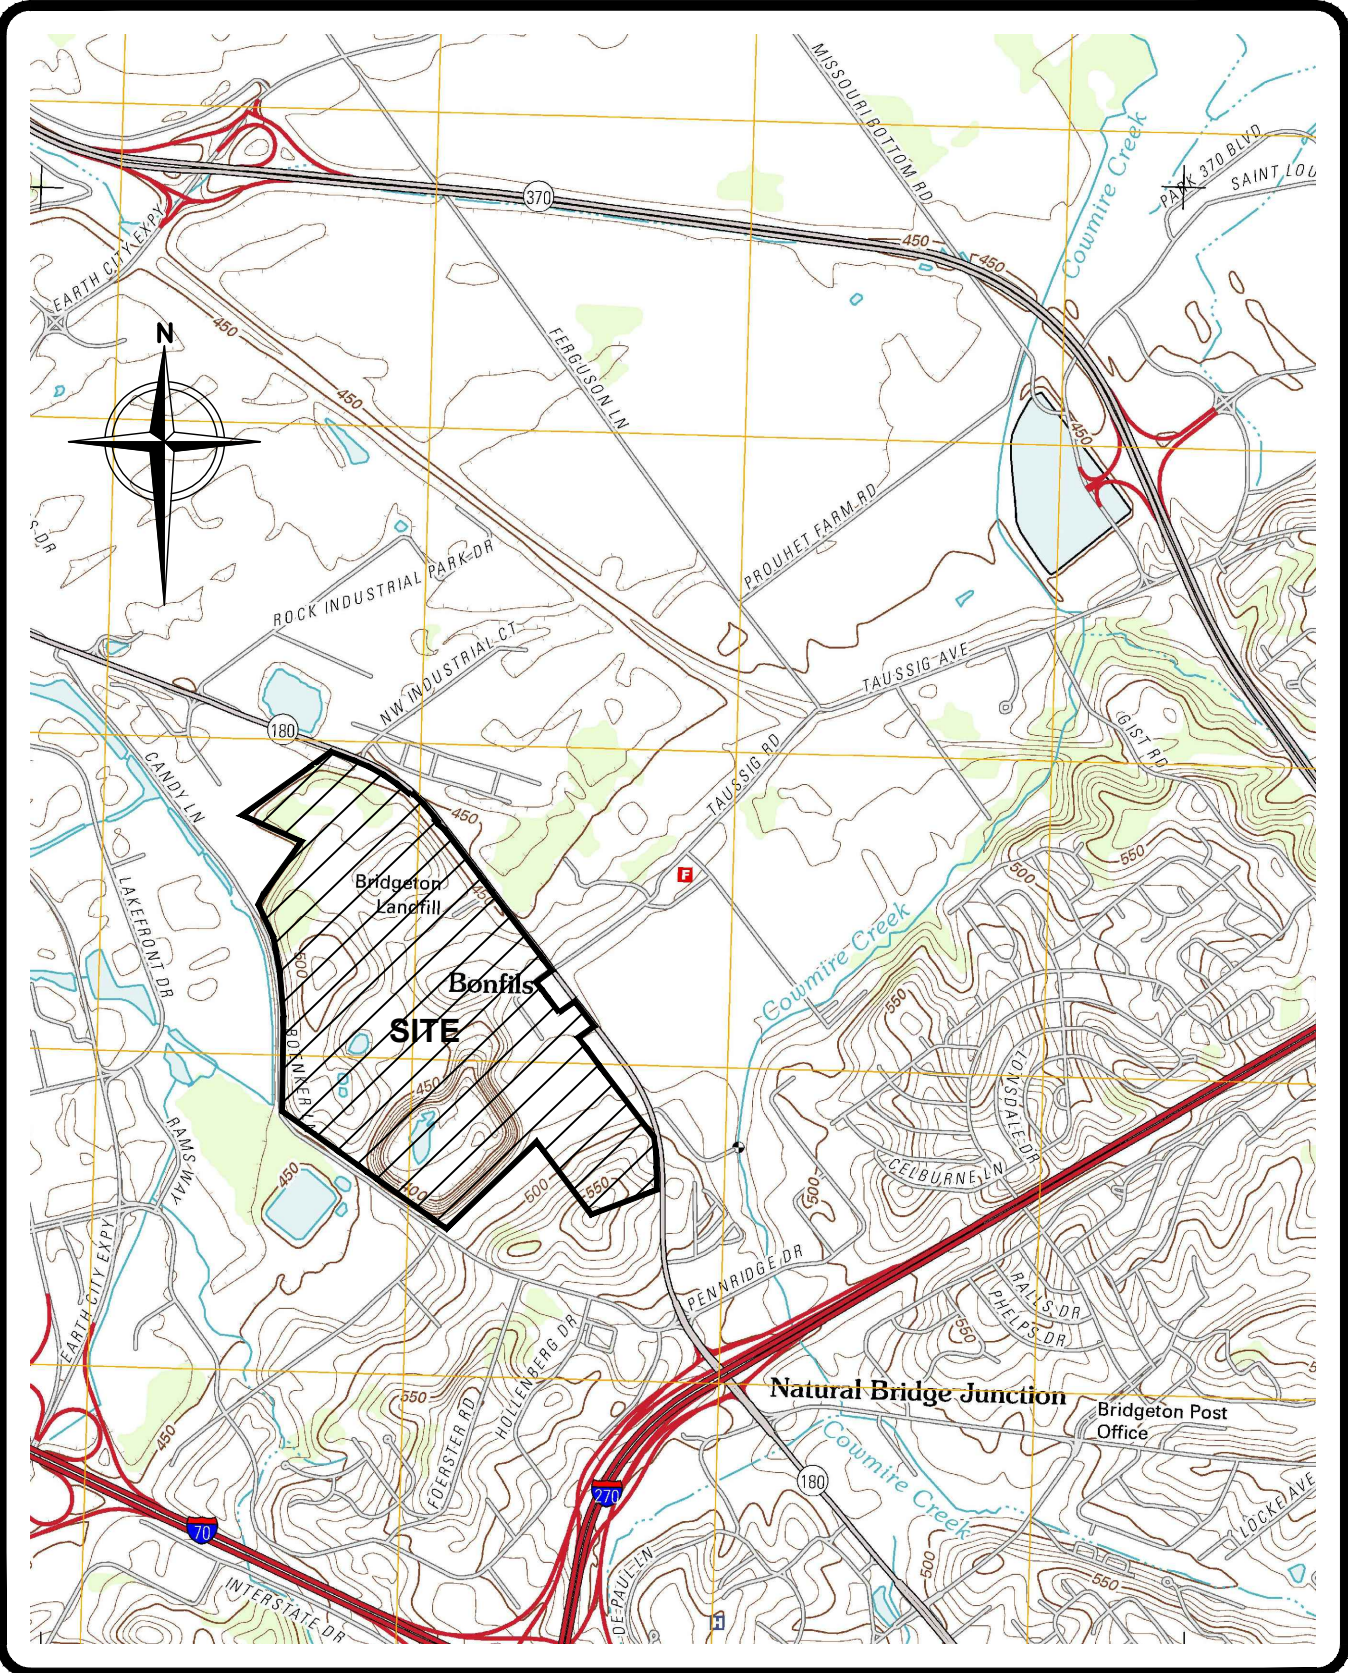 MISSOURI BOTTOM RD
Cowmire Creek
PARK 370 BLVD
SAINT LOU
370
EARTH CITY EXPY
450
450
N
450
450
FERGUSON LN
450
S-DR
PROUHET FARM RD
ROCK INDUSTRIAL PARK DR
NW INDUSTRIAL CT
TAUSSIG AVE
GIST RD
180
CANDY LN
TAUSSIG RD
450
550
500
F
Bridgeton
Landfill
450
LAKEFRONT DR
Cowmire Creek
500
Bonfils
550
SITE
BOENKER LN
450
LONSDALE DR
RAMS WAY
450
CELBURNE LN
500
500
550
500
EARTH CITY EXPY
PENNRIDGE DR
RALLS DR
PHELPS DR
550
HOLLENBERG DR
550
Natural Bridge Junction
Bridgeton Post
Office
FOERSTER RD
450
Cowmire Creek
180
270
LOCKE AVE
70
500
550
DE PAUL LN
INTERSTATE DR
H